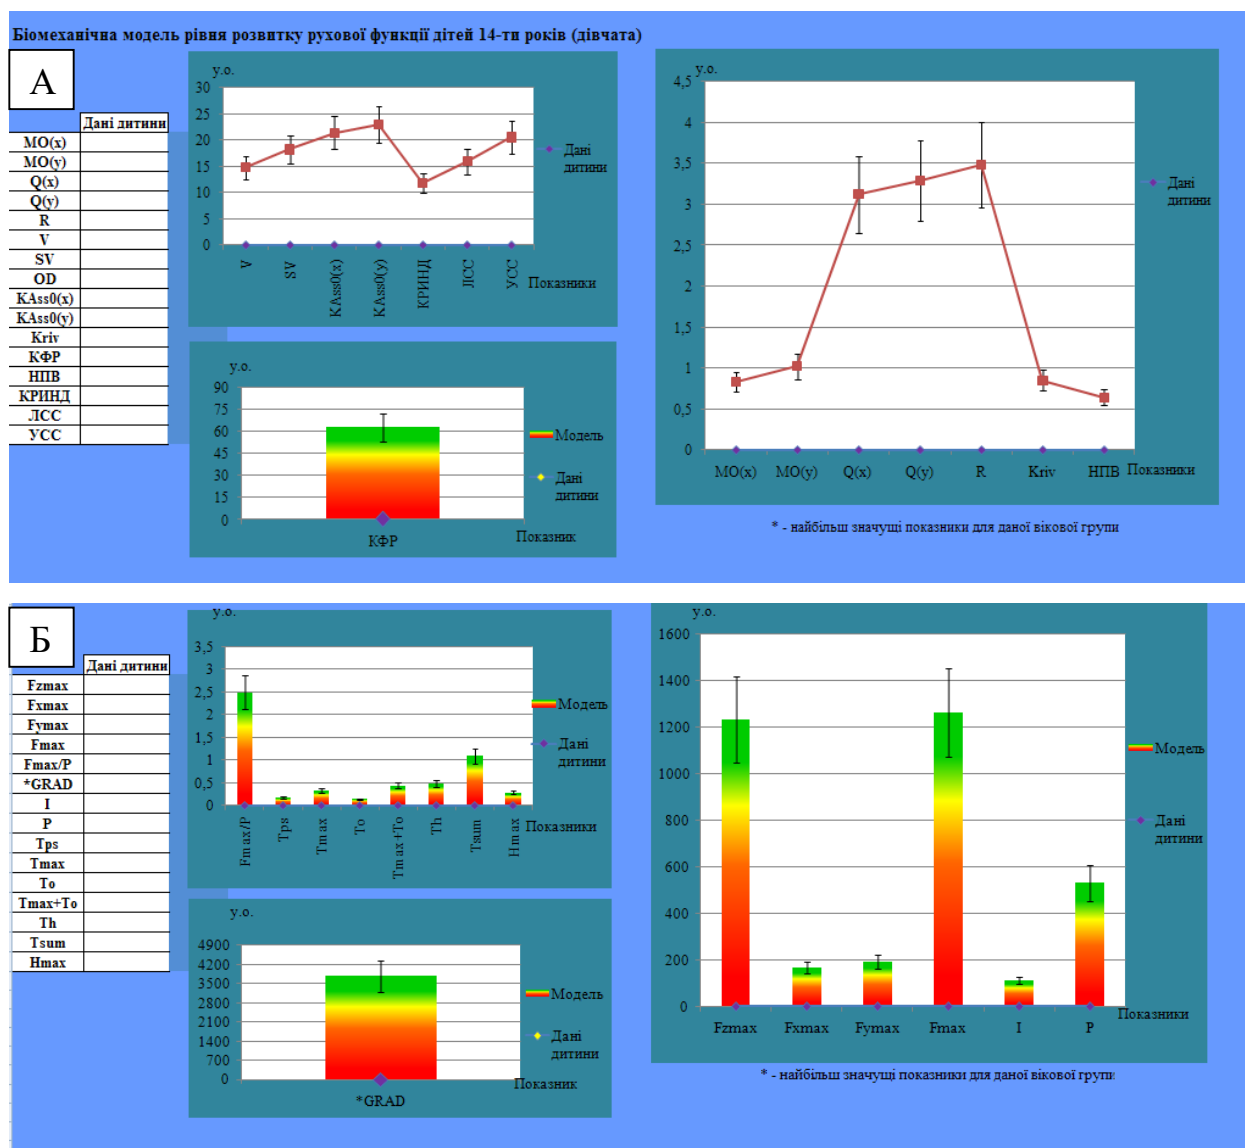 Біомеханічна модель рівня розвитку рухової функції дітей 14-ти років (дівчата)
А
Дані дитини
MO(x)
MO(y)
Q(x)
Q(y)
R
V
SV
OD
KAss0(x)
KAss0(y)
Kriv
КФР
НПВ
КРИНД
ЛСС
УСС
у.о.
30
25
20
15
10
5
0
V
SV
KAss0(x)
KAss0(y)
КРИНД
ЛСС
УСС
Показники
Дані
дитини
у.о.
90
75
60
45
30
15
0
КФР
Показник
Модель
Дані
дитини
у.о.
4,5
4
3,5
3
2,5
2
1,5
1
0,5
0
MO(x)
MO(y)
Q(x)
Q(y)
R
Kriv
НПВ
Показники
Дані
дитини
* - найбільш значущі показники для даної вікової групи
Б
Дані дитини
Fzmax
Fxmax
Fymax
Fmax
Fmax/P
*GRAD
I
P
Tps
Tmax
To
Tmax+To
Th
Tsum
Hmax
у.о.
3,5
3
2,5
2
1,5
1
0,5
0
Fmax/P
Tps
Tmax
To
Tmax+To
Th
Tsum
Hmax
Показники
Модель
Дані
дитини
у.о.
4900
4200
3500
2800
2100
1400
700
0
*GRAD
Показник
Модель
Дані
дитини
у.о.
1600
1400
1200
1000
800
600
400
200
0
Fzmax
Fxmax
Fymax
Fmax
I
P
Показники
Модель
Дані
дитини
* - найбільш значущі показники для даної вікової групи